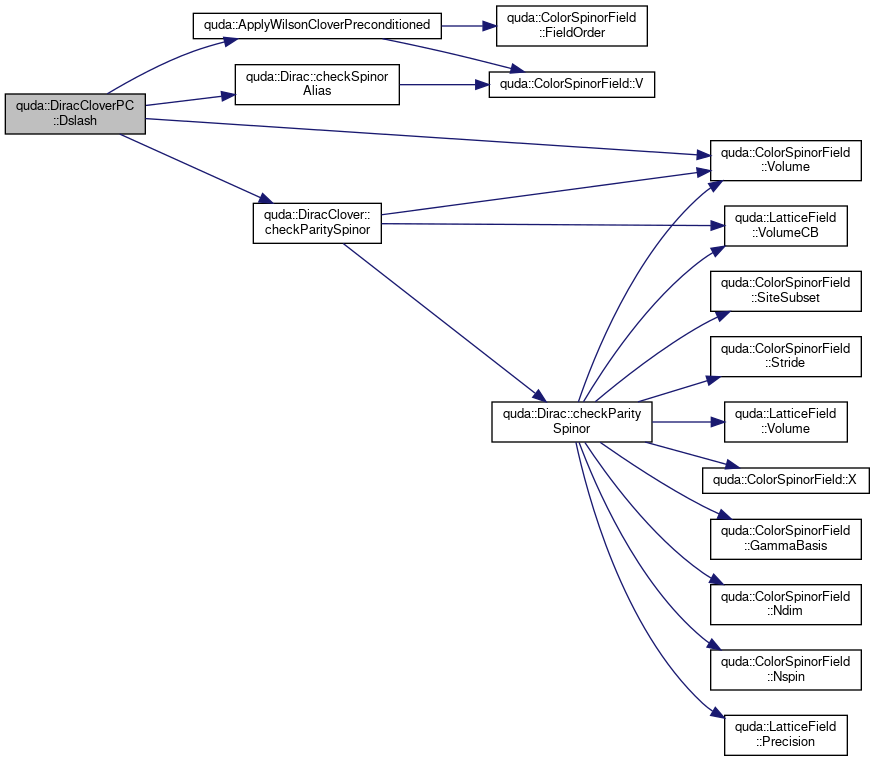 quda::ApplyWilsonCloverPreconditioned
quda::ColorSpinorField
::FieldOrder
quda::Dirac::checkSpinor
Alias
quda::ColorSpinorField::V
quda::DiracCloverPC
::Dslash
quda::ColorSpinorField
::Volume
quda::DiracClover::
checkParitySpinor
quda::LatticeField
::VolumeCB
quda::ColorSpinorField
::SiteSubset
quda::ColorSpinorField
::Stride
quda::Dirac::checkParity
Spinor
quda::LatticeField
::Volume
quda::ColorSpinorField::X
quda::ColorSpinorField
::GammaBasis
quda::ColorSpinorField
::Ndim
quda::ColorSpinorField
::Nspin
quda::LatticeField
::Precision